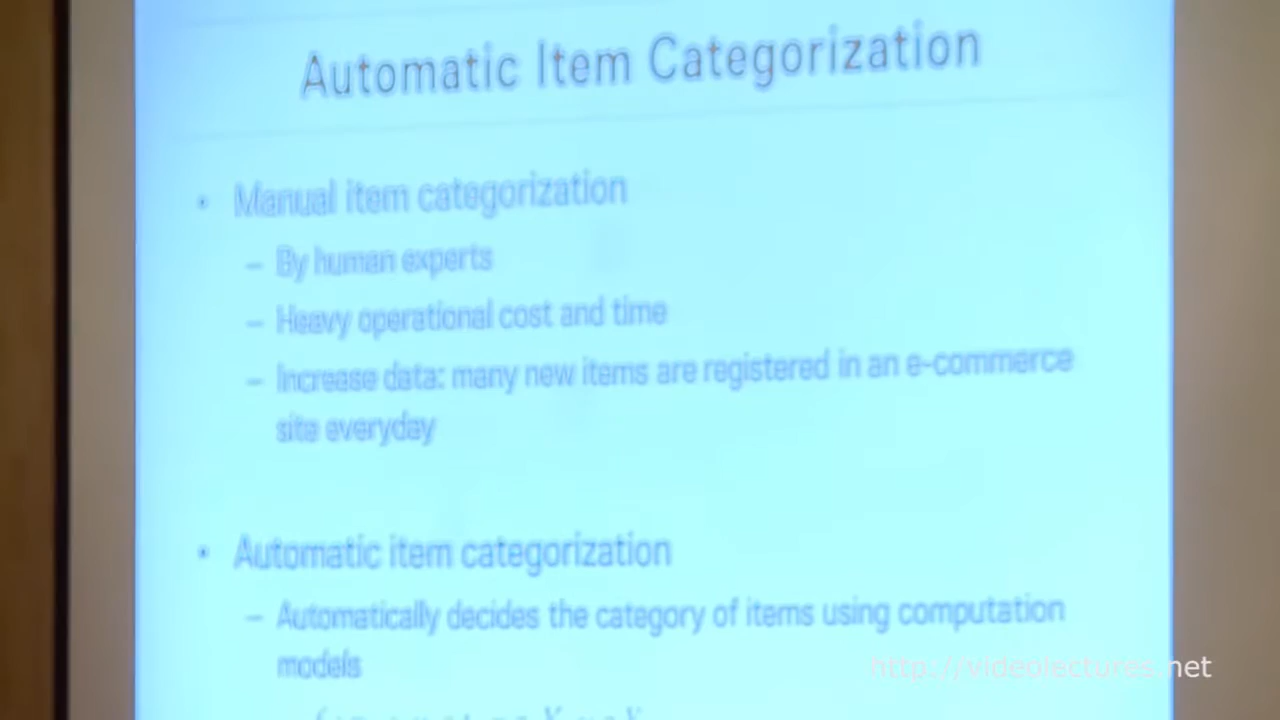 Automatic Item Categorization
• Manual item categorization
– By human experts
– Heavy operational cost and time
– Increase data: many new items are registered in an e-commerce
site everyday
• Automatic item categorization
– Automatically decides the category of items using computation
models
http://videolectures.net